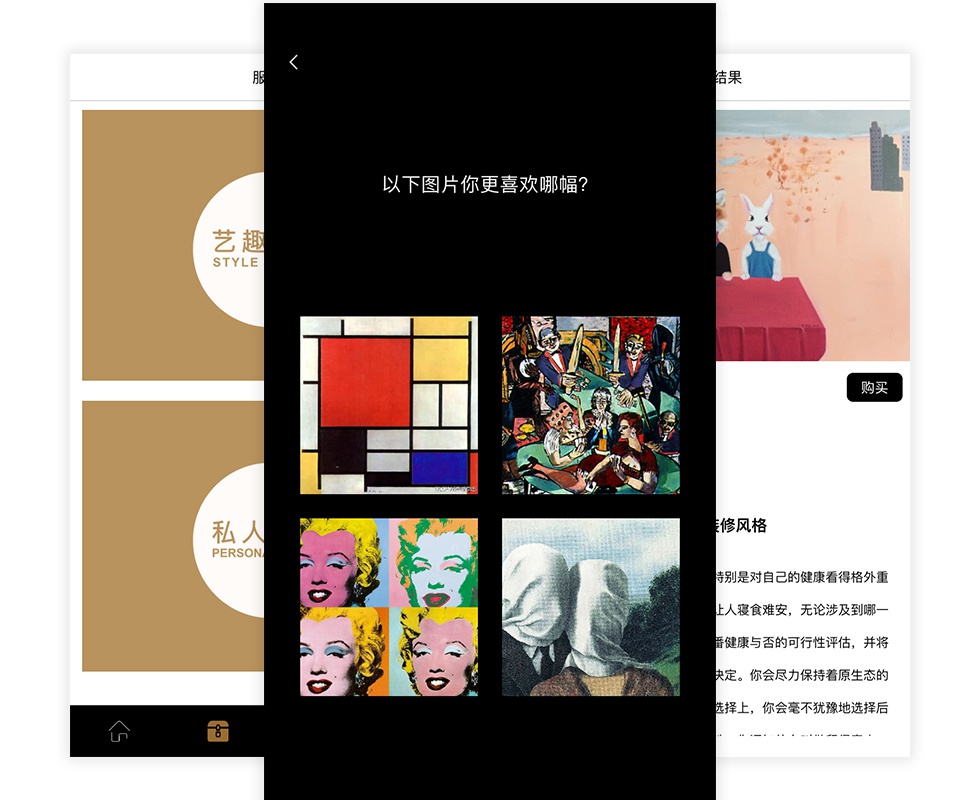 服
艺趣
STYLE
私人
PERSONA
以下图片你更喜欢哪幅?
结果
购买
修风格
特别是对自己的健康看得格外重
让人寝食难安，无论涉及到哪一
番健康与否的可行性评估，并将
决定。你会尽力保持着原生态的
选择上，你会毫不犹豫地选择后